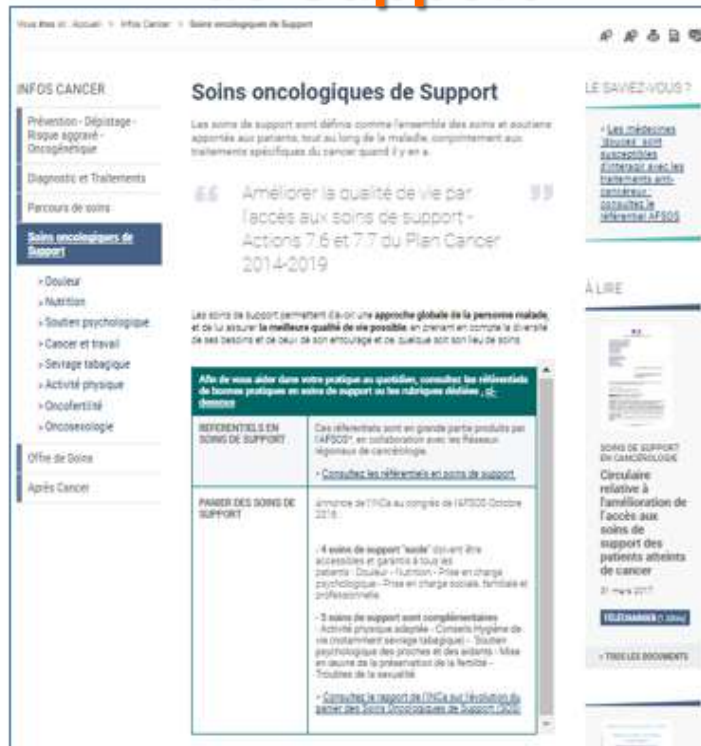 Vous êtes ici : Accueil > Infos Cancer > Soins oncologiques de Support
INFOS CANCER
Prévention - Dépistage -
Risque aggravé -
Oncogénétique
Diagnostic et Traitements
Parcours de soins
Soins oncologiques de
Support
» Douleur
» Nutrition
» Soutien psychologique
» Cancer et travail
» Sevrage tabagique
» Activité physique
» Oncofertilité
» Oncosexologie
Offre de Soins
Après Cancer
Soins oncologiques de Support
Les soins de support sont définis comme l'ensemble des soins et soutiens
apportés aux patients, tout au long de la maladie, conjointement aux
traitements spécifiques du cancer quand il y en a.
Améliorer la qualité de vie par
l'accès aux soins de support -
Actions 7.6 et 7.7 du Plan Cancer
2014-2019
Les soins de support permettent d'avoir une approche globale de la personne malade,
et de lui assurer la meilleure qualité de vie possible, en prenant en compte la diversité
de ses besoins et de ceux de son entourage et ce quelque soit son lieu de soins.
Afin de vous aider dans votre pratique au quotidien, consultez les référentiels
de bonnes pratiques en soins de support ou les rubriques dédiées , ci-
dessous
REFERENTIELS EN
SOINS DE SUPPORT
Ces référentiels sont en grande partie produits par
l'AFSOS*, en collaboration avec les Réseaux
régionaux de cancérologie.
» Consultez les référentiels en soins de support
PANIER DES SOINS DE
SUPPORT
annonce de l'INCa au congrès de l'AFSOS Octobre
2016 :
- 4 soins de support "socle" doivent être
accessibles et garantis à tous les
patients : Douleur - Nutrition - Prise en charge
psychologique - Prise en charge sociale, familiale et
professionnelle
- 5 soins de support sont complémentaires
: Activité physique adaptée - Conseils Hygiène de
vie (notamment sevrage tabagique) - Soutien
psychologique des proches et des aidants - Mise
en œuvre de la préservation de la fertilité -
Troubles de la sexualité
» Consultez le rapport de l'INCa sur l'évolution du
panier des Soins Oncologiques de Support (SOS)
LE SAVIEZ-VOUS ?
» Les médecines
"douces" sont
susceptibles
d'interagir avec les
traitements anti-
cancéreux :
consultez le
référentiel AFSOS
À LIRE
SOINS DE SUPPORT
EN CANCÉROLOGIE
Circulaire
relative à
l'amélioration de
l'accès aux
soins de
support des
patients atteints
de cancer
31 mars 2017
TÉLÉCHARGER
» TOUS LES DOCUMENTS